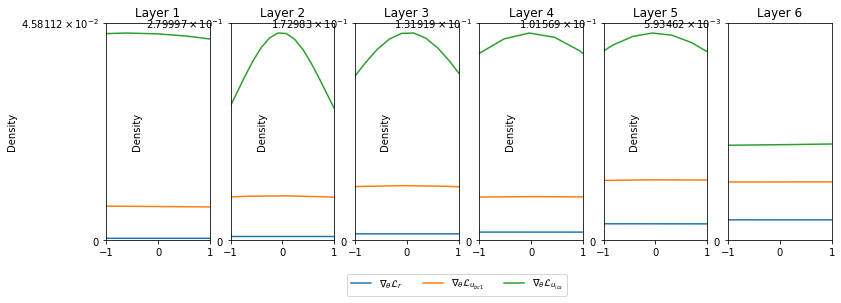 Layer 1
Layer 2
Layer 3
Layer 4
Layer 5
Layer 6
4.58112 × 10⁻²
2.79997 × 10⁻¹
1.72983 × 10⁻¹
1.31919 × 10⁻¹
1.01569 × 10⁻¹
5.93462 × 10⁻³
Density
Density
Density
Density
Density
Density
0
0
0
0
0
0
−1 0 1
−1 0 1
−1 0 1
−1 0 1
−1 0 1
−1 0 1
∇θℒr ∇θℒu_bc1 ∇θℒu_ics